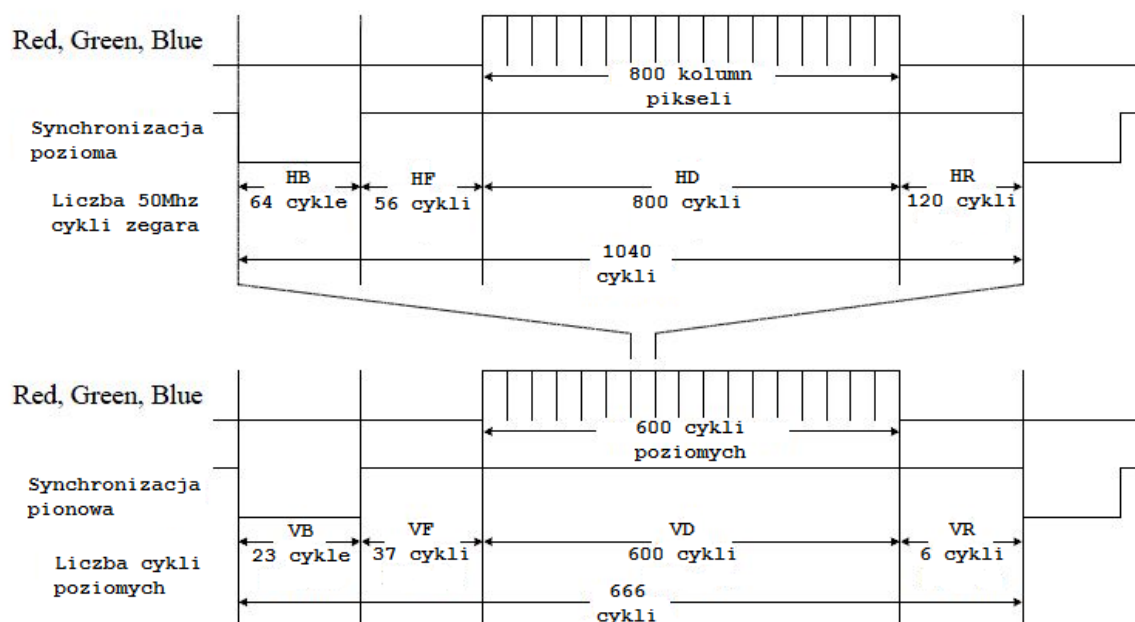 Red, Green, Blue
800 kolumn
pikseli
Synchronizacja
pozioma
HB
HF
HD
HR
64 cykle
56 cykli
800 cykli
120 cykli
Liczba 50Mhz
cykli zegara
1040
cykli
Red, Green, Blue
600 cykli
poziomych
Synchronizacja
pionowa
VB
VF
VD
VR
23 cykle
37 cykli
600 cykli
6 cykli
Liczba cykli
poziomych
666
cykli